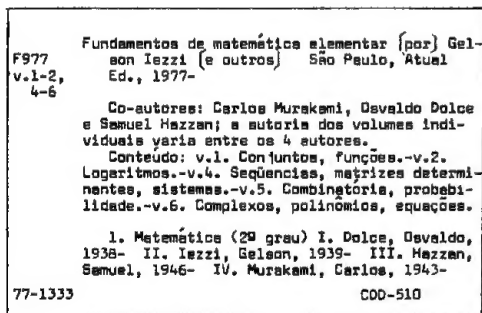 Fundamentos de matemática elementar [por] Gel-
F977 son Iezzi [e outros] São Paulo, Atual
v.1-2, Ed., 1977-
4-6
Co-autores: Carlos Murakami, Osvaldo Dolce
e Samuel Hazzan; a autoria dos volumes indi-
viduais varia entre os 4 autores.
Conteúdo: v.1. Conjuntos, funções.-v.2.
Logaritmos.-v.4. Seqüencias, matrizes determi-
nantes, sistemas.-v.5. Combinatória, probabi-
lidade.-v.6. Complexos, polinômios, equações.
1. Matemática (2º grau) I. Dolce, Osvaldo,
1938- II. Iezzi, Gelson, 1939- III. Hazzan,
Samuel, 1946- IV. Murakami, Carlos, 1943-
77-1333 CDD-510